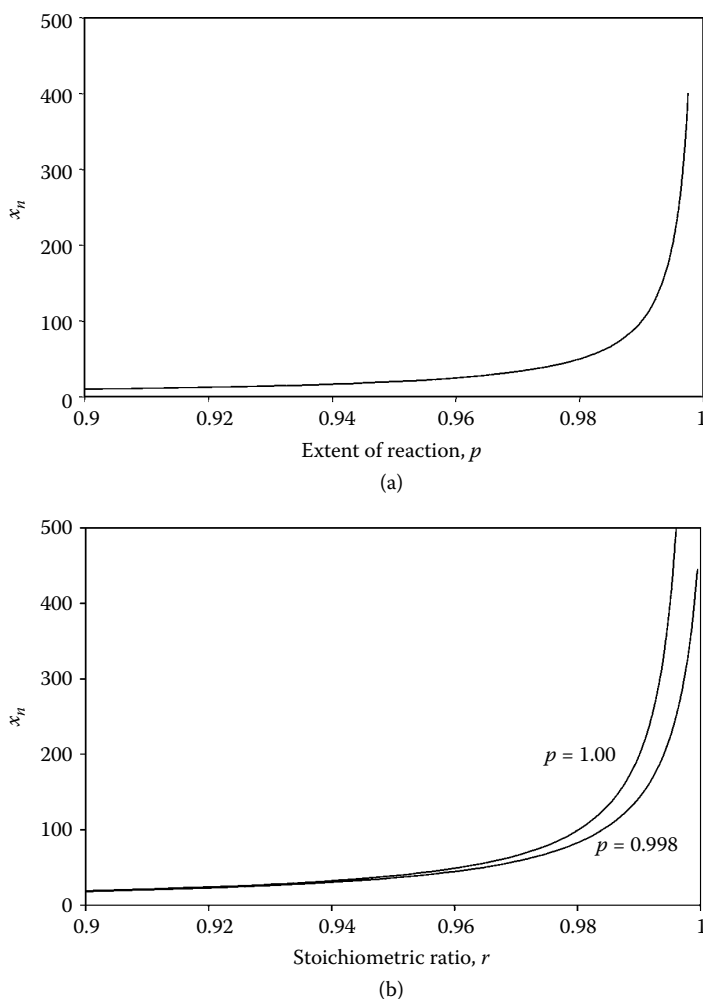 500
400
300
200
100
0
x_n
0.9 0.92 0.94 0.96 0.98 1
Extent of reaction, p
(a)
500
400
300
200
100
0
x_n
p = 1.00
p = 0.998
0.9 0.92 0.94 0.96 0.98 1
Stoichiometric ratio, r
(b)